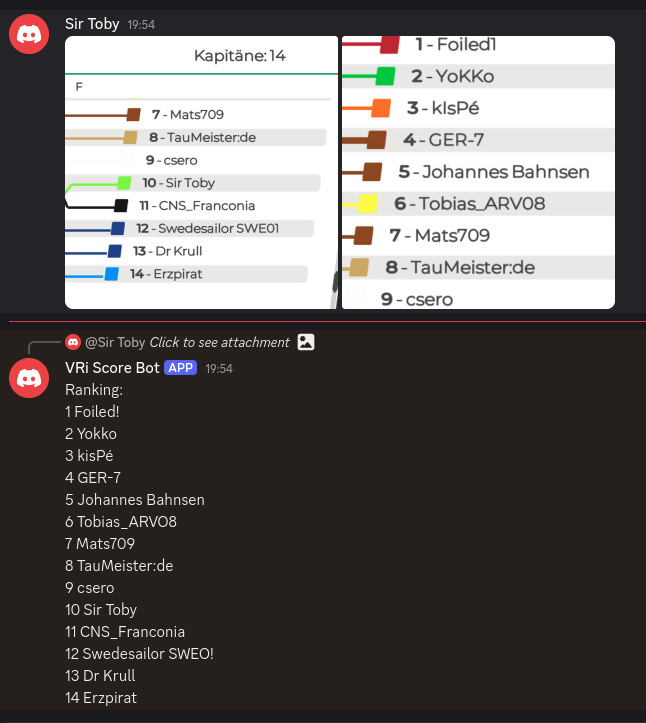 Sir Toby 19:54
Kapitäne: 14
F
7 - Mats709
8 - TauMeister:de
9 - csero
10 - Sir Toby
11 - CNS_Franconia
12 - Swedesailor SWE01
13 - Dr Krull
14 - Erzpirat
1 - Foiled1
2 - YoKKo
3 - kIsPé
4 - GER-7
5 - Johannes Bahnsen
6 - Tobias_ARV08
7 - Mats709
8 - TauMeister:de
9 - csero
@Sir Toby Click to see attachment
VRi Score Bot APP 19:54
Ranking:
1 Foiled!
2 Yokko
3 kisPé
4 GER-7
5 Johannes Bahnsen
6 Tobias_ARVO8
7 Mats709
8 TauMeister:de
9 csero
10 Sir Toby
11 CNS_Franconia
12 Swedesailor SWEO!
13 Dr Krull
14 Erzpirat